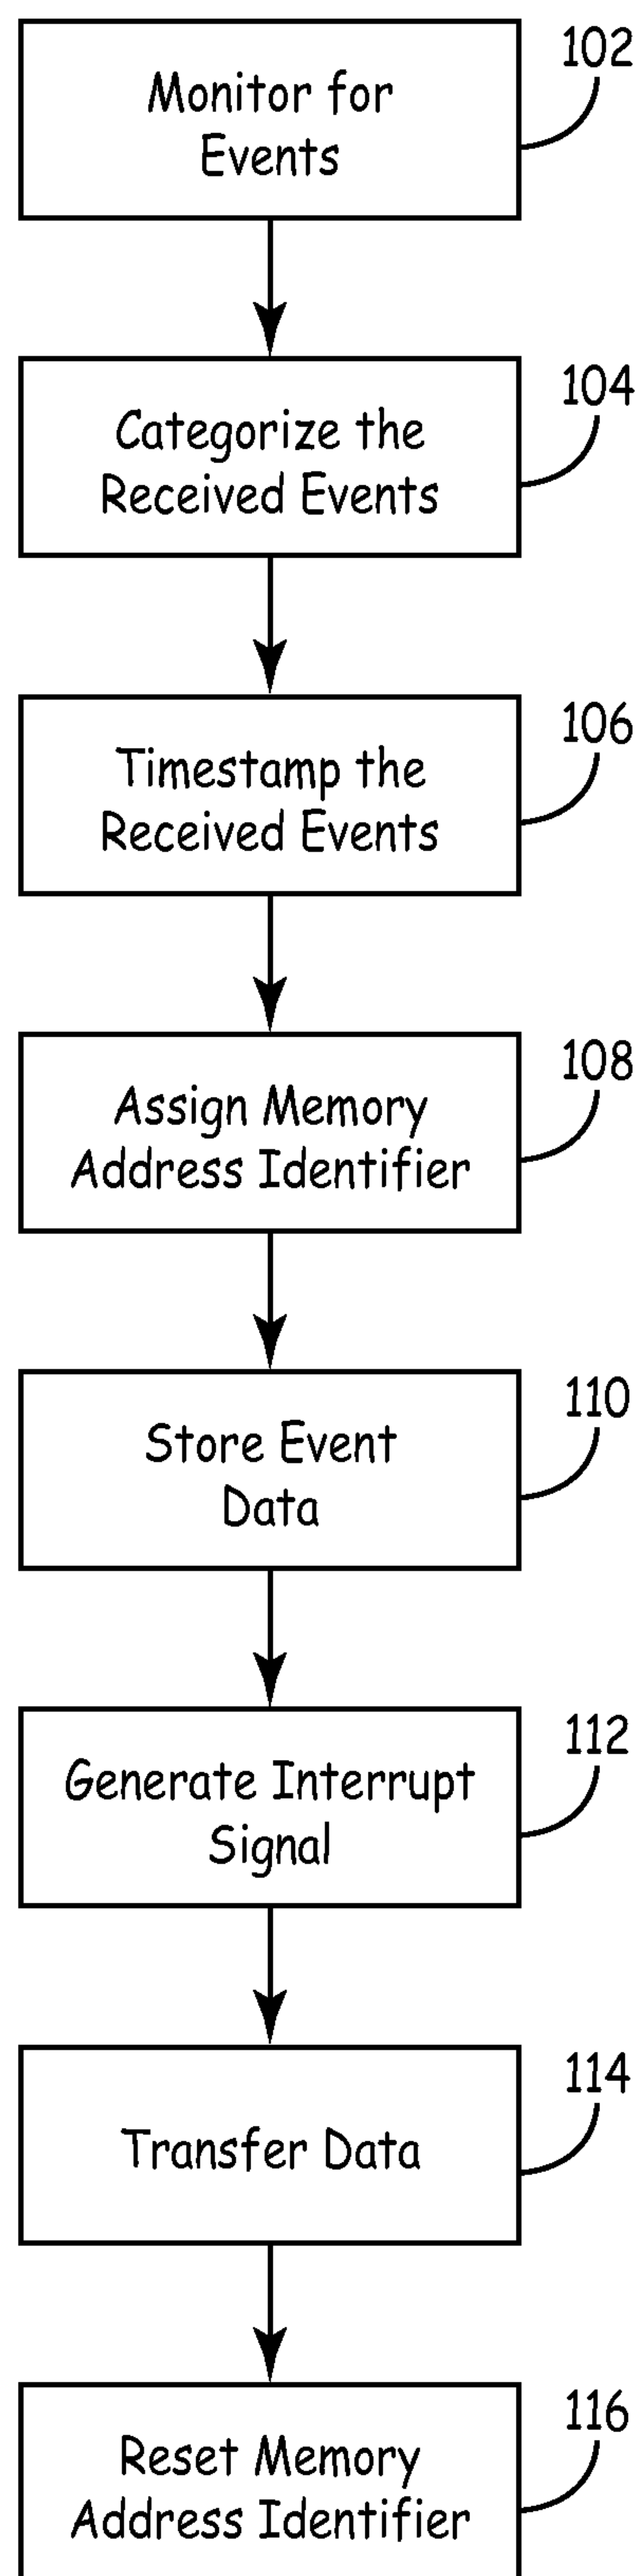 102
Monitor for
Events
104
Categorize the
Received Events
106
Timestamp the
Received Events
108
Assign Memory
Address Identifier
110
Store Event
Data
112
Generate Interrupt
Signal
114
Transfer Data
116
Reset Memory
Address Identifier